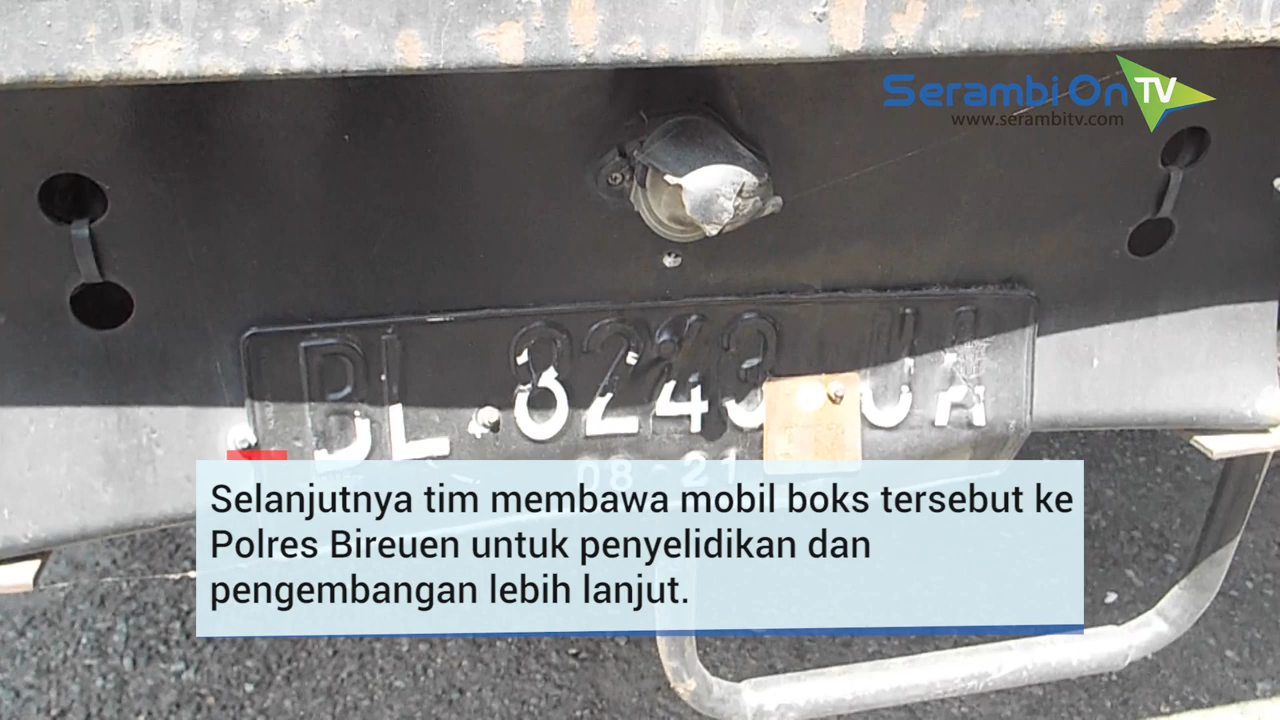 Serambi On TV
www.serambitv.com
BL 8243 UA
08 21
Selanjutnya tim membawa mobil boks tersebut ke
Polres Bireuen untuk penyelidikan dan
pengembangan lebih lanjut.